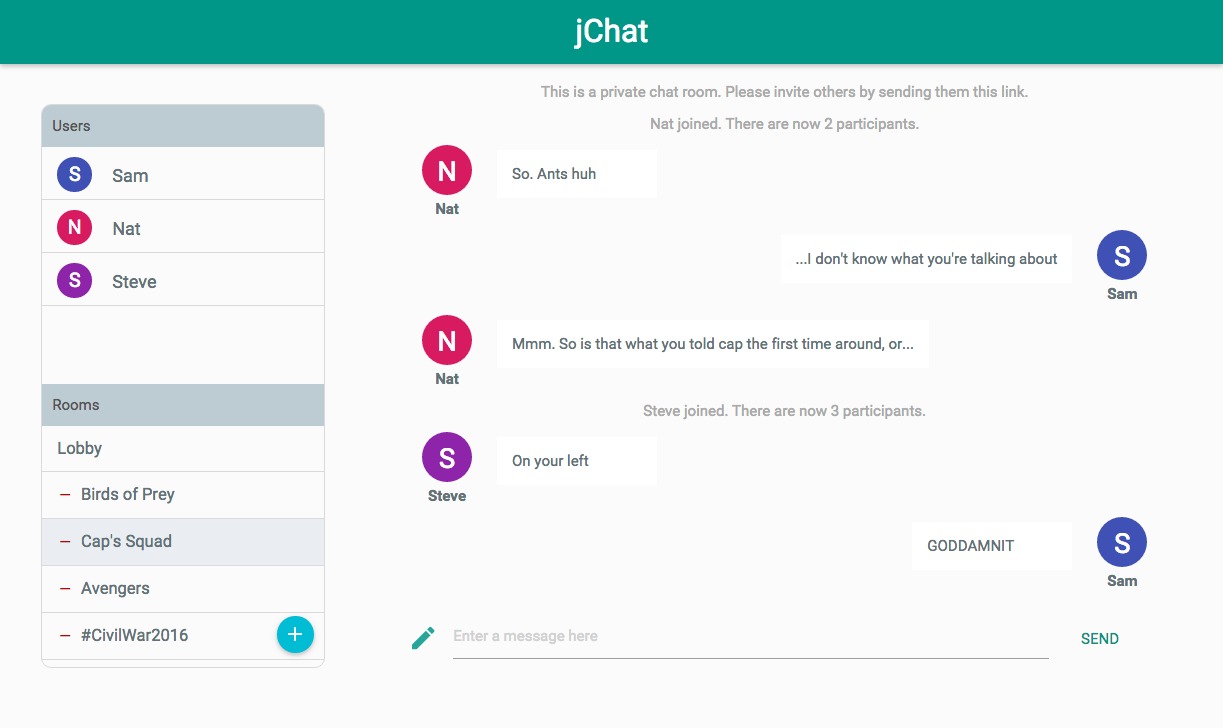 jChat
Users
S Sam
N Nat
S Steve
Rooms
Lobby
– Birds of Prey
– Cap's Squad
– Avengers
– #CivilWar2016
+
This is a private chat room. Please invite others by sending them this link.
Nat joined. There are now 2 participants.
N
So. Ants huh
Nat
...I don't know what you're talking about
S
Sam
N
Mmm. So is that what you told cap the first time around, or...
Nat
Steve joined. There are now 3 participants.
S
On your left
Steve
GODDAMNIT
S
Sam
Enter a message here
SEND